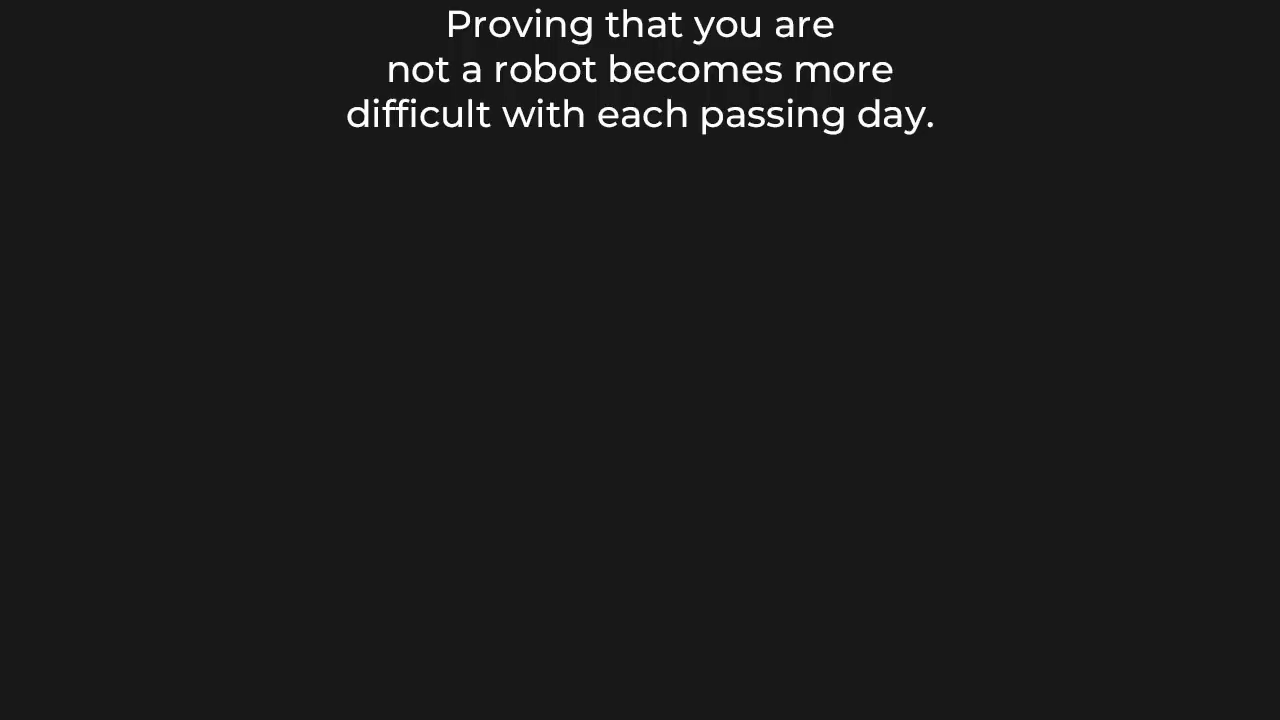 Proving that you are
not a robot becomes more
difficult with each passing day.